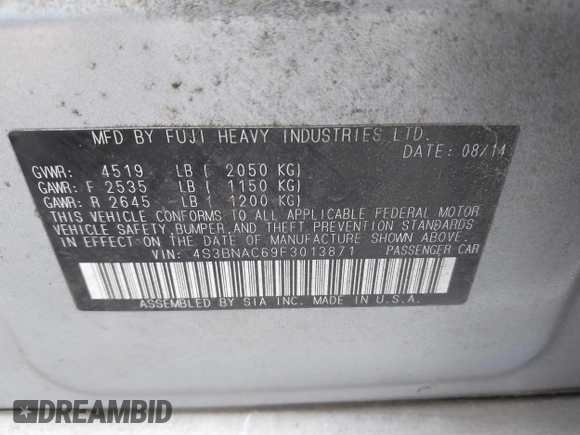 MFD BY FUJI HEAVY INDUSTRIES LTD.
DATE: 08/14
GVWR: 4519 LB ( 2050 KG)
GAWR: F 2535 LB ( 1150 KG)
GAWR: R 2645 LB ( 1200 KG)
THIS VEHICLE CONFORMS TO ALL APPLICABLE FEDERAL MOTOR
VEHICLE SAFETY, BUMPER, AND THEFT PREVENTION STANDARDS
IN EFFECT ON THE DATE OF MANUFACTURE SHOWN ABOVE.
VIN: 4S3BNAC69F3013871 PASSENGER CAR
ASSEMBLED BY SIA INC. MADE IN U.S.A.
DREAMBID